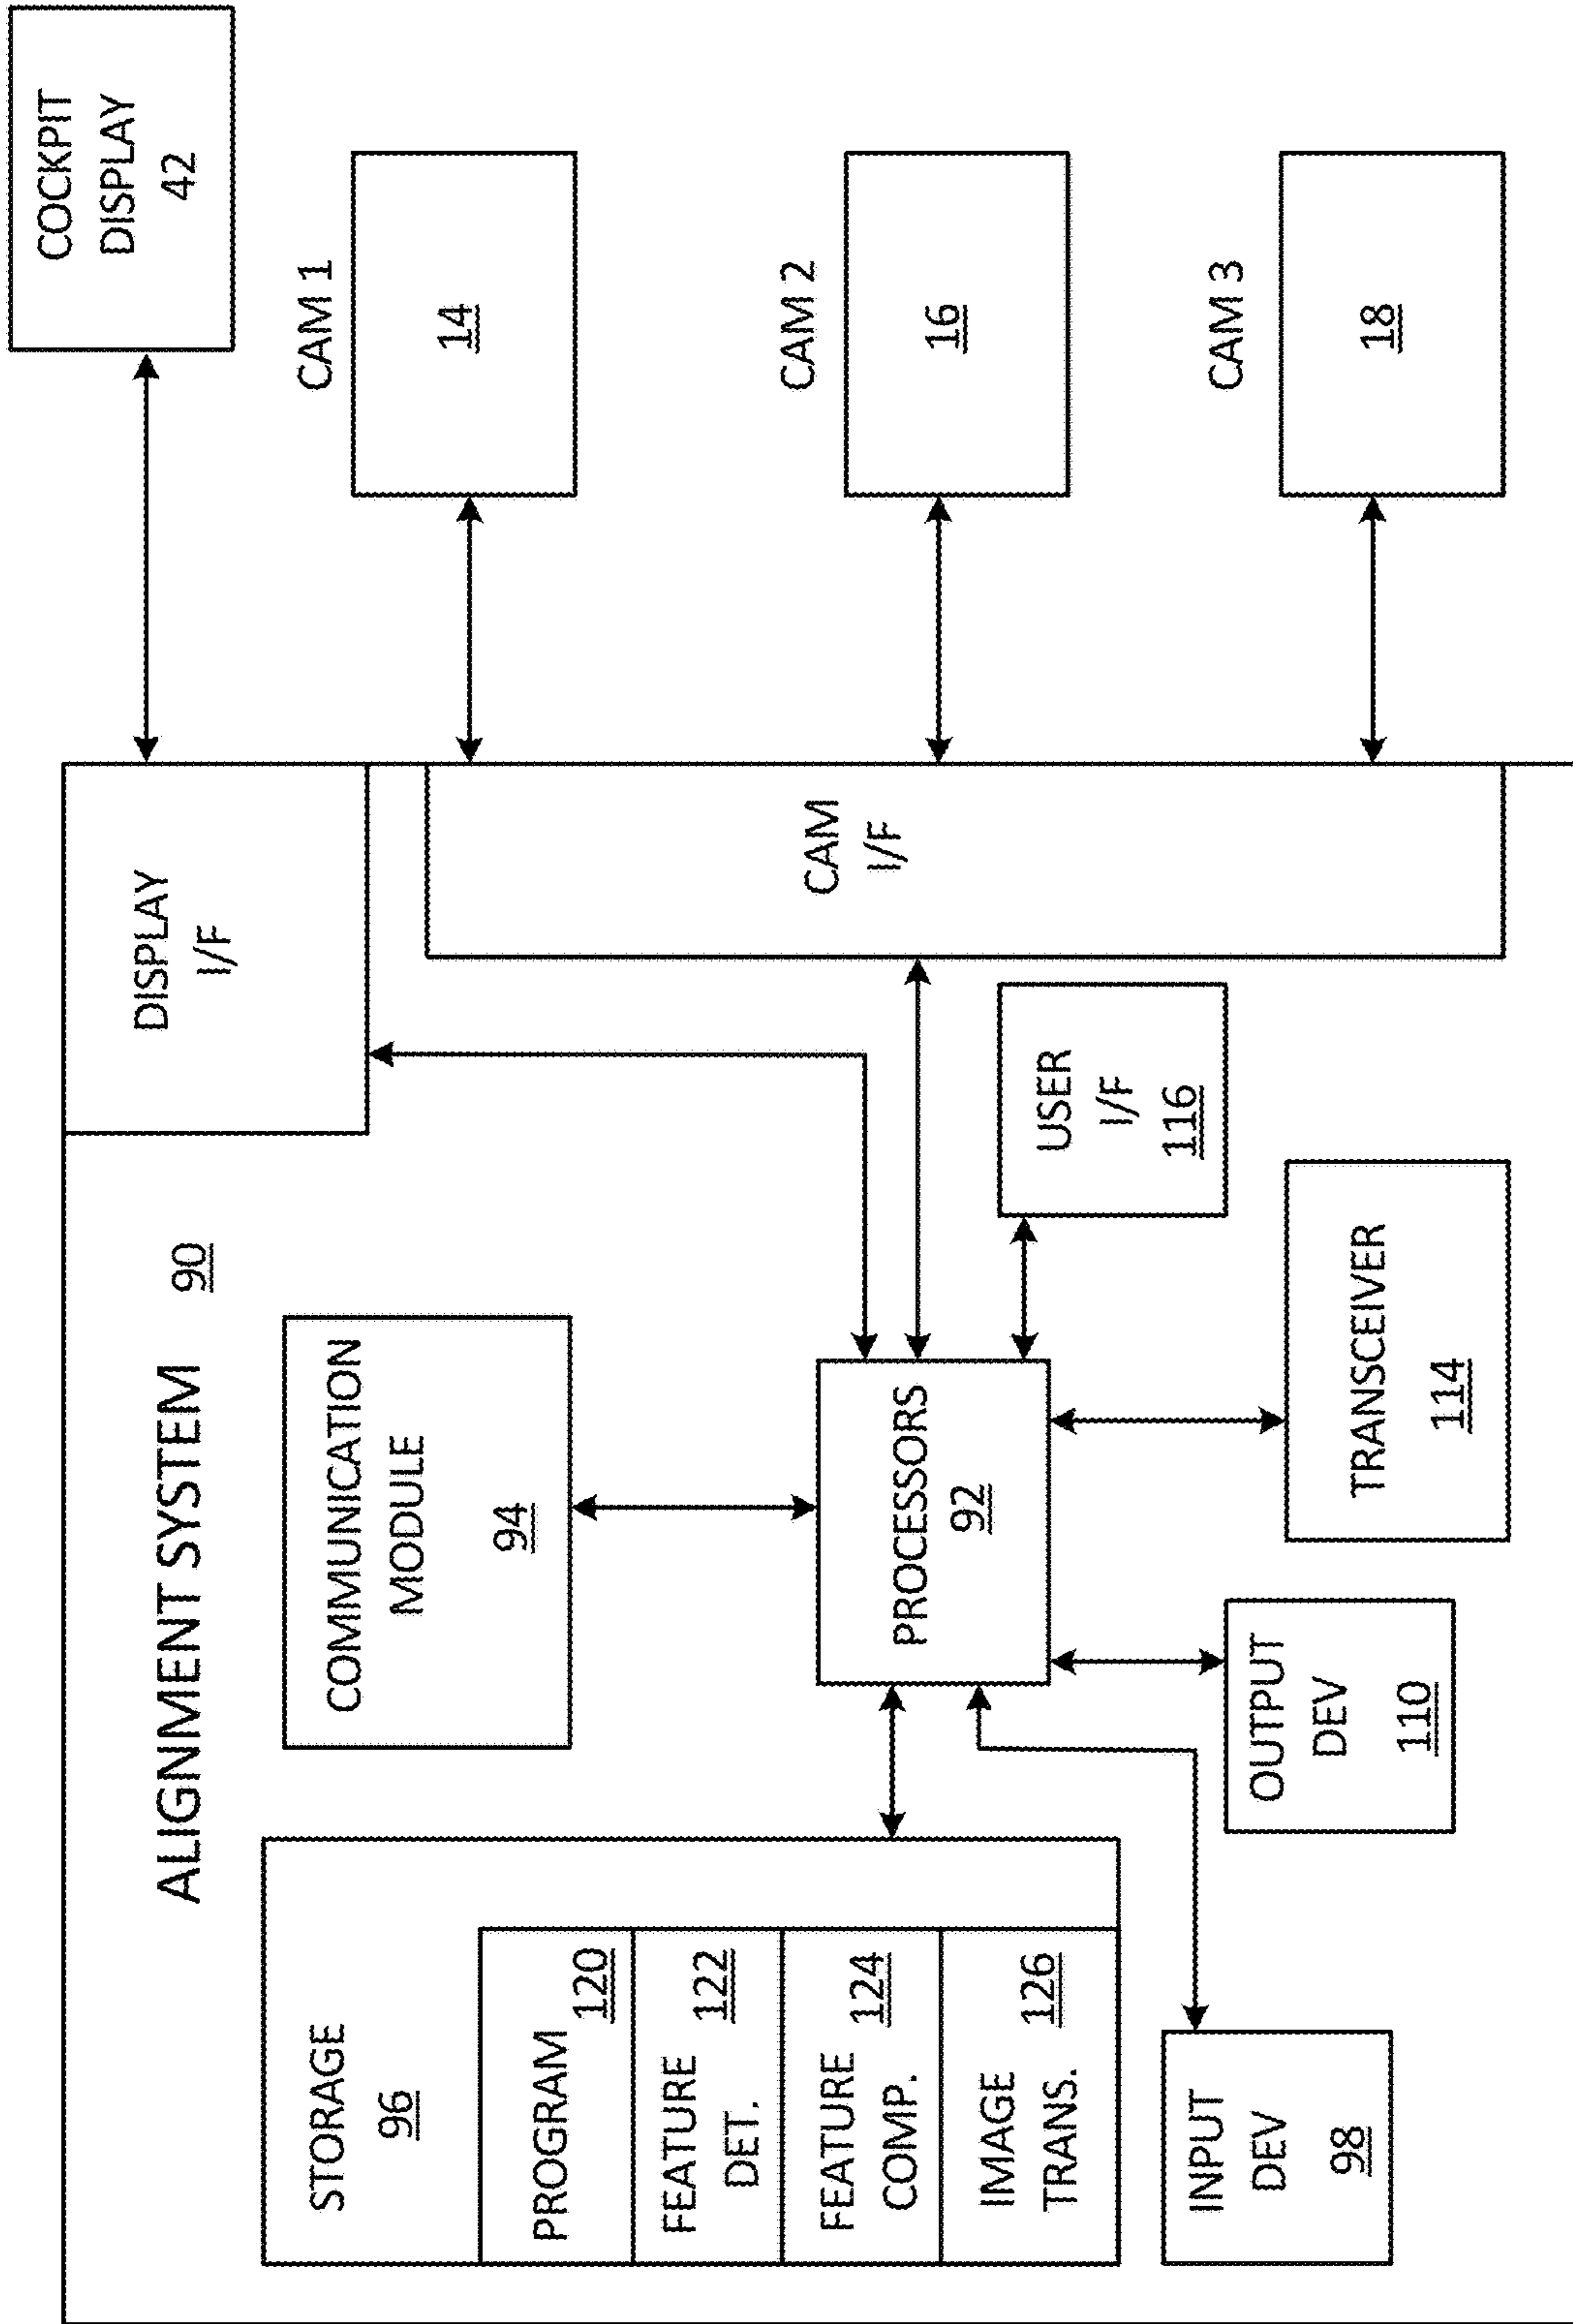 ALIGNMENT SYSTEM 90
STORAGE
96
PROGRAM 120
FEATURE
DET. 122
FEATURE
COMP. 124
IMAGE
TRANS. 126
INPUT
DEV
98
COMMUNICATION
MODULE
94
PROCESSORS
92
OUTPUT
DEV
110
TRANSCEIVER
114
USER
I/F
116
DISPLAY
I/F
CAM
I/F
COCKPIT
DISPLAY
42
CAM 1
14
CAM 2
16
CAM 3
18